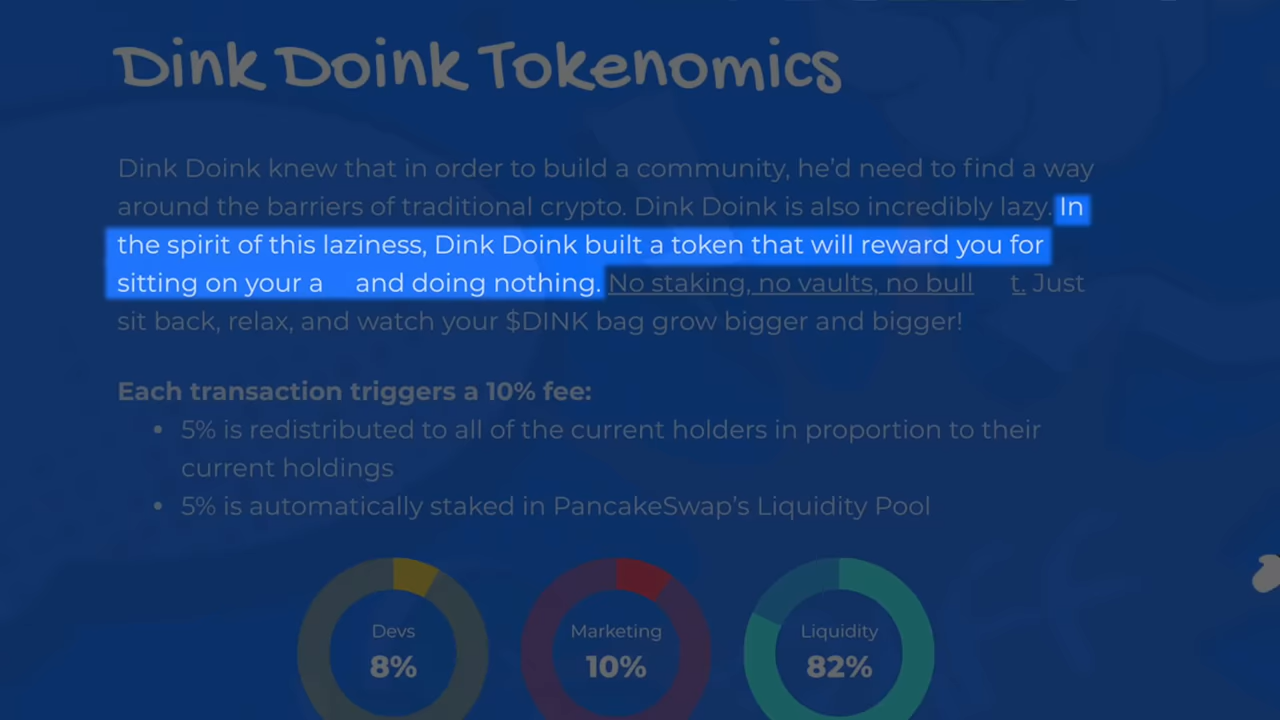 Dink Doink Tokenomics
Dink Doink knew that in order to build a community, he'd need to find a way
around the barriers of traditional crypto. Dink Doink is also incredibly lazy. In
the spirit of this laziness, Dink Doink built a token that will reward you for
sitting on your a and doing nothing. No staking, no vaults, no bull t. Just
sit back, relax, and watch your $DINK bag grow bigger and bigger!
Each transaction triggers a 10% fee:
• 5% is redistributed to all of the current holders in proportion to their
current holdings
• 5% is automatically staked in PancakeSwap's Liquidity Pool
Devs
8%
Marketing
10%
Liquidity
82%